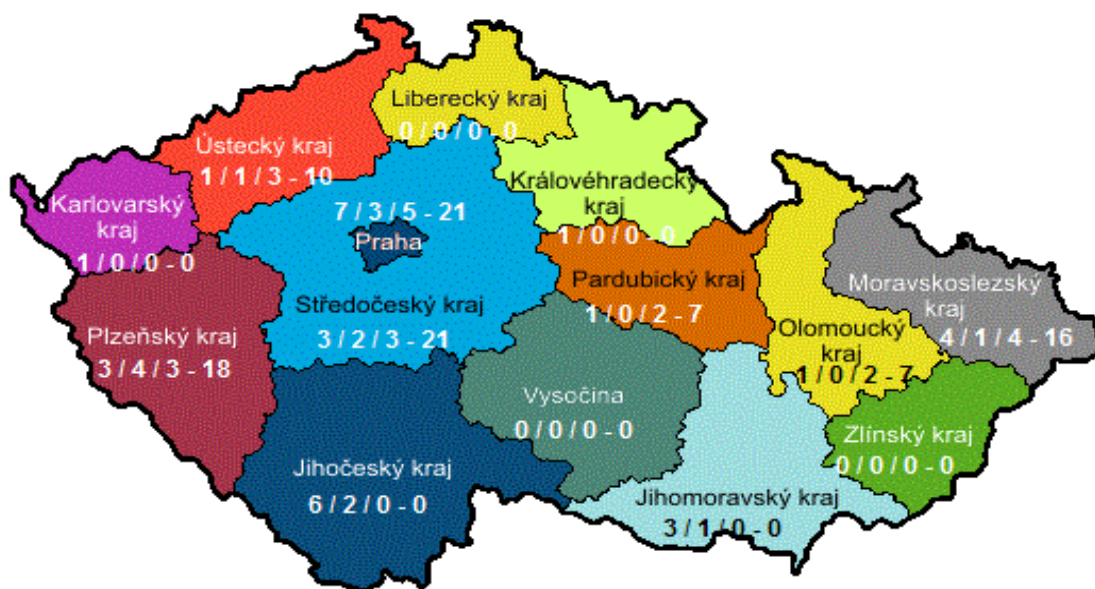 Liberecký kraj
0 / 0 / 0 - 0
Ústecký kraj
1 / 1 / 3 - 10
Královéhradecký
kraj
1 / 0 / 0 - 0
Karlovarský
kraj
1 / 0 / 0 - 0
7 / 3 / 5 - 21
Praha
Pardubický kraj
1 / 0 / 2 - 7
Moravskoslezský
kraj
4 / 1 / 4 - 16
Středočeský kraj
3 / 2 / 3 - 21
Plzeňský kraj
3 / 4 / 3 - 18
Olomoucký
kraj
1 / 0 / 2 - 7
Vysočina
0 / 0 / 0 - 0
Zlínský kraj
0 / 0 / 0 - 0
Jihočeský kraj
6 / 2 / 0 - 0
Jihomoravský kraj
3 / 1 / 0 - 0